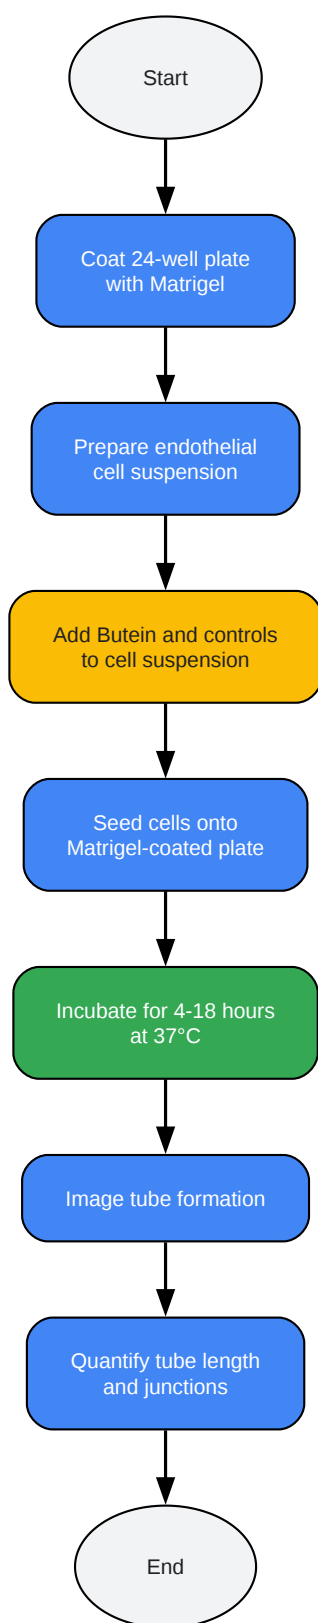 Start
Coat 24-well plate
with Matrigel
Prepare endothelial
cell suspension
Add Butein and controls
to cell suspension
Seed cells onto
Matrigel-coated plate
Incubate for 4-18 hours
at 37°C
Image tube formation
Quantify tube length
and junctions
End